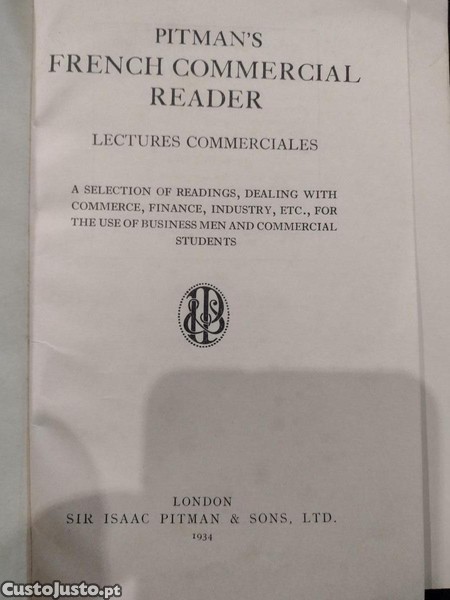 PITMAN'S
FRENCH COMMERCIAL
READER
LECTURES COMMERCIALES
A SELECTION OF READINGS, DEALING WITH
COMMERCE, FINANCE, INDUSTRY, ETC., FOR
THE USE OF BUSINESS MEN AND COMMERCIAL
STUDENTS
LONDON
SIR ISAAC PITMAN & SONS, LTD.
1934
CustoJusto.pt